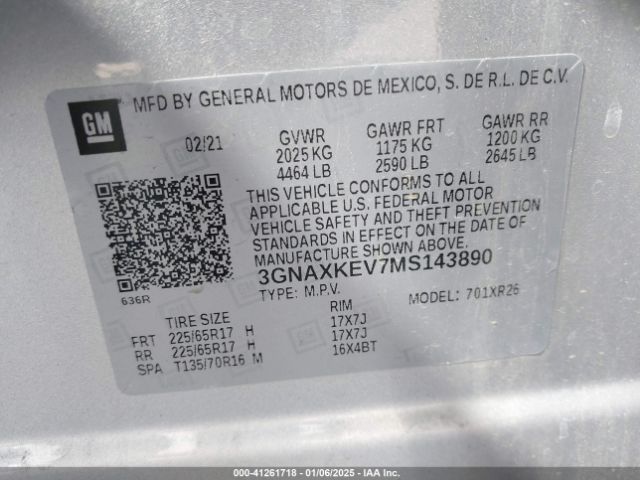 GM
MFD BY GENERAL MOTORS DE MEXICO, S. DE R.L. DE C.V.
02/21 GVWR GAWR FRT GAWR RR
2025 KG 1175 KG 1200 KG
4464 LB 2590 LB 2645 LB
THIS VEHICLE CONFORMS TO ALL
APPLICABLE U.S. FEDERAL MOTOR
VEHICLE SAFETY AND THEFT PREVENTION
STANDARDS IN EFFECT ON THE DATE OF
MANUFACTURE SHOWN ABOVE.
3GNAXKEV7MS143890
636R TYPE: M.P.V. MODEL: 701XR26
TIRE SIZE RIM
FRT 225/65R17 H 17X7J
RR 225/65R17 H 17X7J
SPA T135/70R16 M 16X4BT
000-41261718 - 01/06/2025 - IAA Inc.